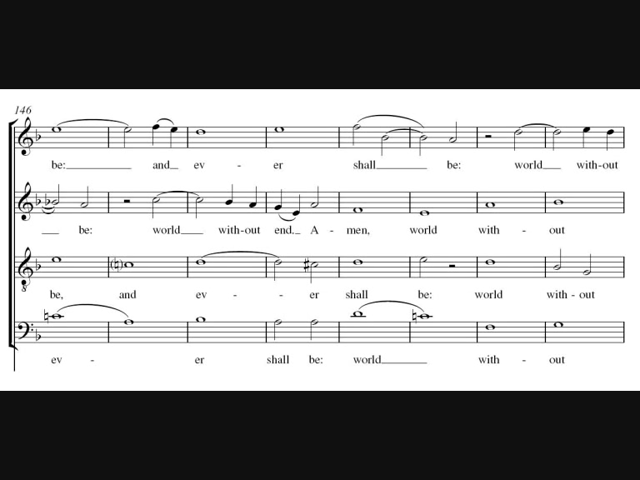 146
be: and ev - er shall be: world with-out
be: world with-out end. A - men, world with - out
8
be, and ev - - er shall be: world with - out
ev - er shall be: world with - out